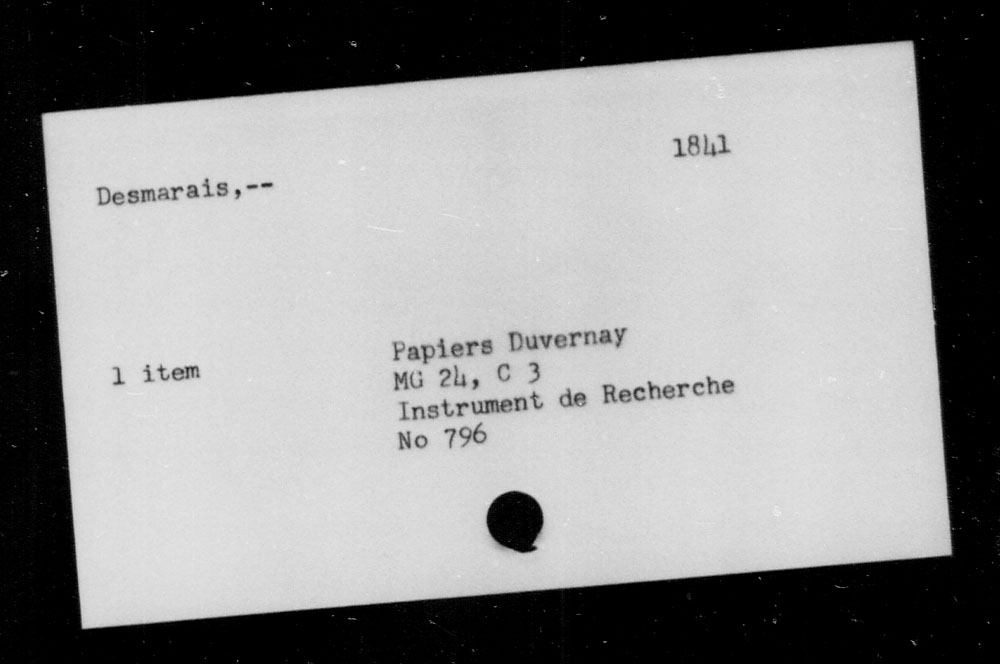 1841
Desmarais,--
1 item
Papiers Duvernay
MG 24, C 3
Instrument de Recherche
No 796